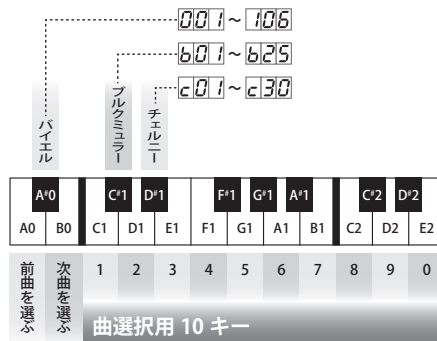 001～106
b01～b25
c01～c30
バイエル
ブルクミュラー
チェルニー
A#0 C#1 D#1 F#1 G#1 A#1 C#2 D#2
A0 B0 C1 D1 E1 F1 G1 A1 B1 C2 D2 E2
前曲を選ぶ
次曲を選ぶ
1 2 3 4 5 6 7 8 9 0
曲選択用 10 キー